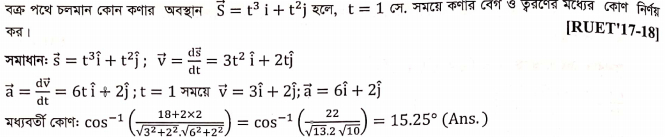 বক্র পথে চলমান কোন কণার অবস্থান S⃗ = t³ i + t²j হলে, t = 1 সে. সময়ে কণার বেগ ও ত্বরণের মধ্যের কোণ নির্ণয়
কর। [RUET'17-18]
সমাধান: s⃗ = t³î + t²ĵ ; v⃗ = ds⃗/dt = 3t² î + 2tĵ
a⃗ = dv⃗/dt = 6t î + 2ĵ ; t = 1 সময়ে v⃗ = 3î + 2ĵ; a⃗ = 6î + 2ĵ
মধ্যবর্তী কোণ: cos⁻¹ (18+2×2/√3²+2².√6²+2²) = cos⁻¹ (22/√13.2 √10) = 15.25° (Ans.)